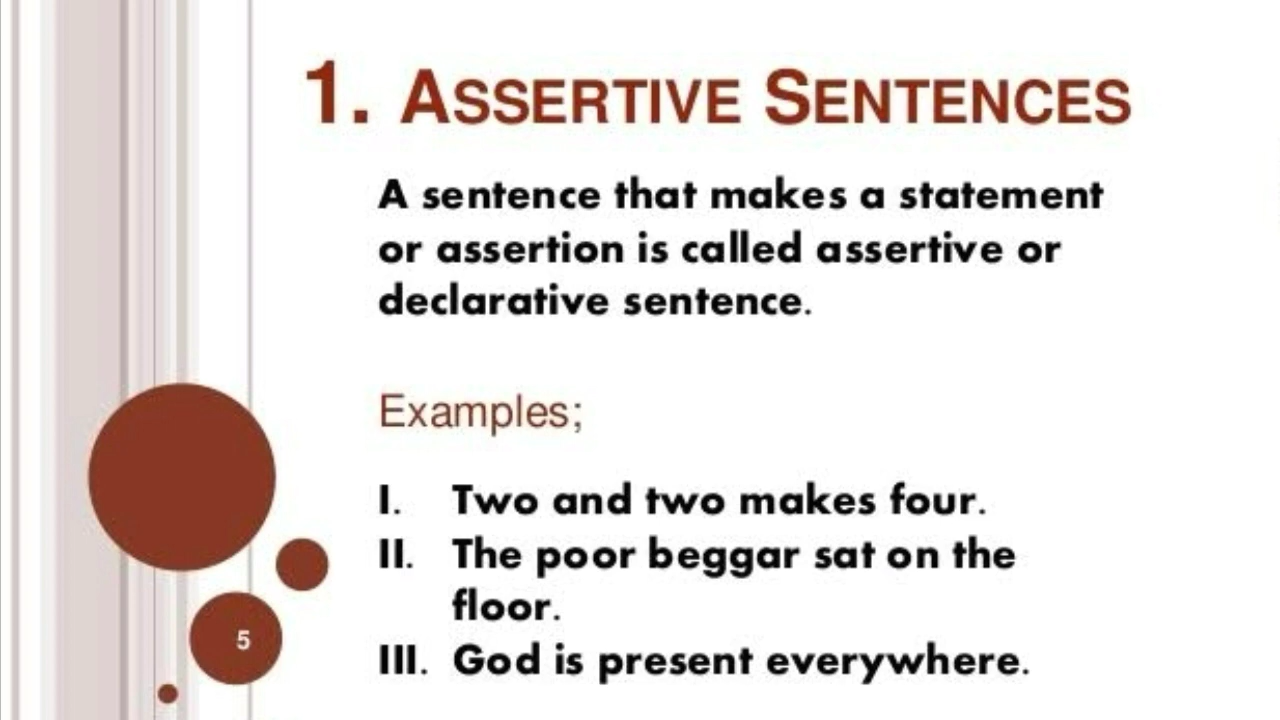 1. ASSERTIVE SENTENCES
A sentence that makes a statement
or assertion is called assertive or
declarative sentence.
Examples;
I. Two and two makes four.
II. The poor beggar sat on the
floor.
III. God is present everywhere.
5